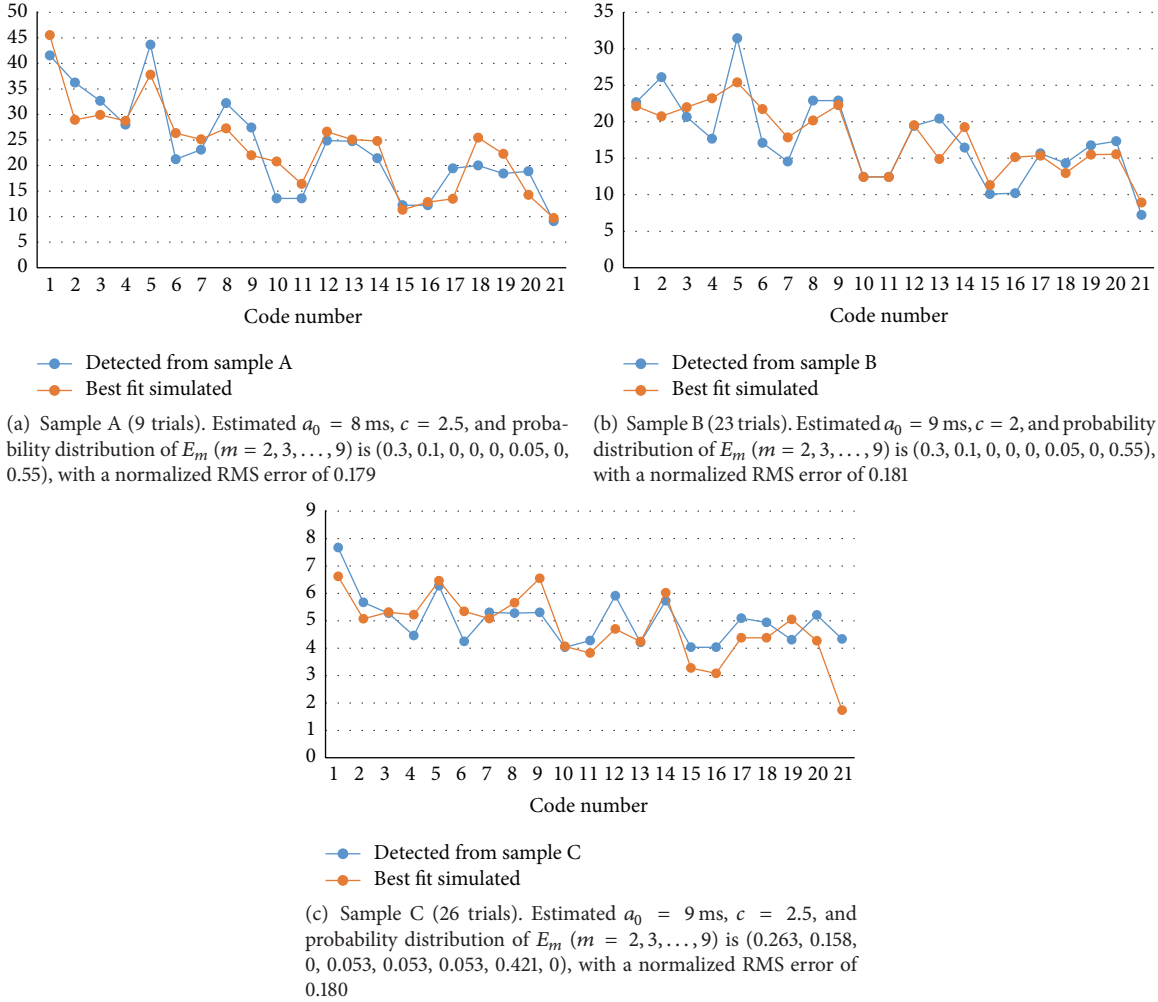 50
45
40
35
30
25
20
15
10
5
0
1 2 3 4 5 6 7 8 9 10 11 12 13 14 15 16 17 18 19 20 21
Code number
Detected from sample A
Best fit simulated
(a) Sample A (9 trials). Estimated a₀ = 8 ms, c = 2.5, and proba-
bility distribution of Eₘ (m = 2, 3, . . . , 9) is (0.3, 0.1, 0, 0, 0, 0.05, 0,
0.55), with a normalized RMS error of 0.179
35
30
25
20
15
10
5
0
1 2 3 4 5 6 7 8 9 10 11 12 13 14 15 16 17 18 19 20 21
Code number
Detected from sample B
Best fit simulated
(b) Sample B (23 trials). Estimated a₀ = 9 ms, c = 2, and probability
distribution of Eₘ (m = 2, 3, . . . , 9) is (0.3, 0.1, 0, 0, 0, 0.05, 0, 0.55),
with a normalized RMS error of 0.181
9
8
7
6
5
4
3
2
1
0
1 2 3 4 5 6 7 8 9 10 11 12 13 14 15 16 17 18 19 20 21
Code number
Detected from sample C
Best fit simulated
(c) Sample C (26 trials). Estimated a₀ = 9 ms, c = 2.5, and
probability distribution of Eₘ (m = 2, 3, . . . , 9) is (0.263, 0.158,
0, 0.053, 0.053, 0.053, 0.421, 0), with a normalized RMS error of
0.180